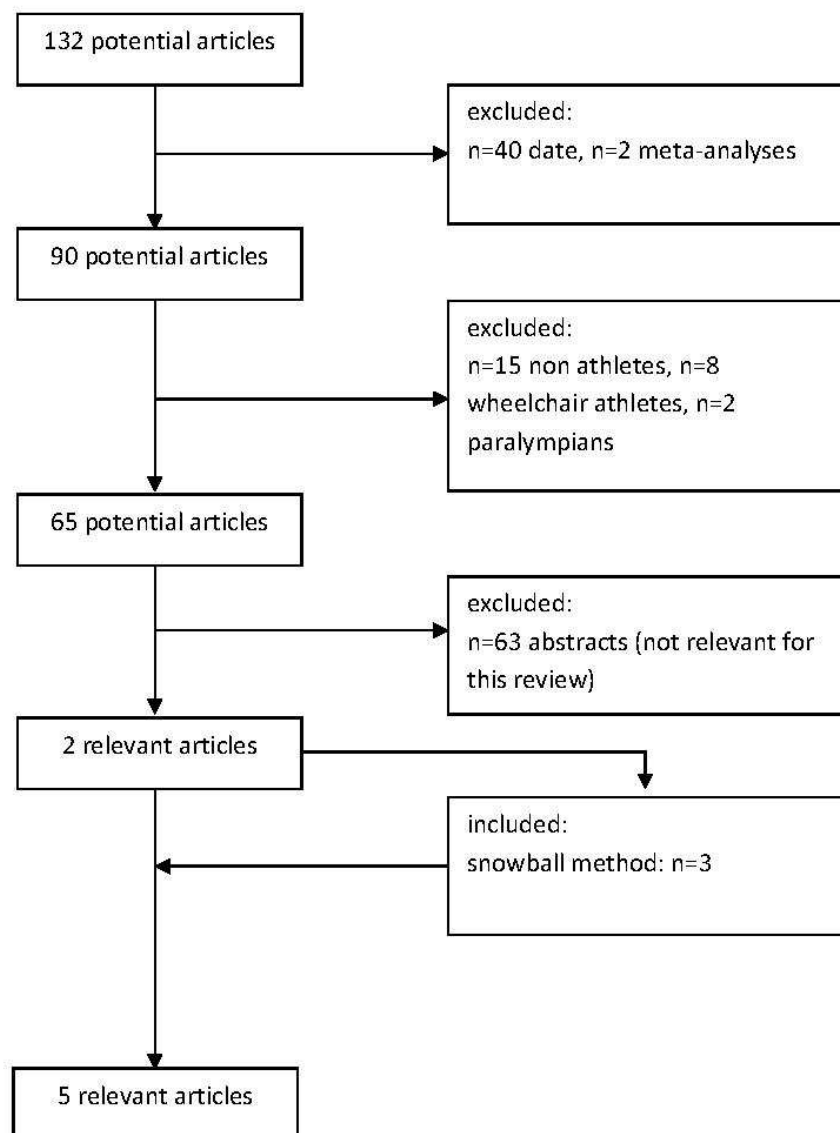 132 potential articles
excluded:
n=40 date, n=2 meta-analyses
90 potential articles
excluded:
n=15 non athletes, n=8
wheelchair athletes, n=2
paralympians
65 potential articles
excluded:
n=63 abstracts (not relevant for
this review)
2 relevant articles
included:
snowball method: n=3
5 relevant articles